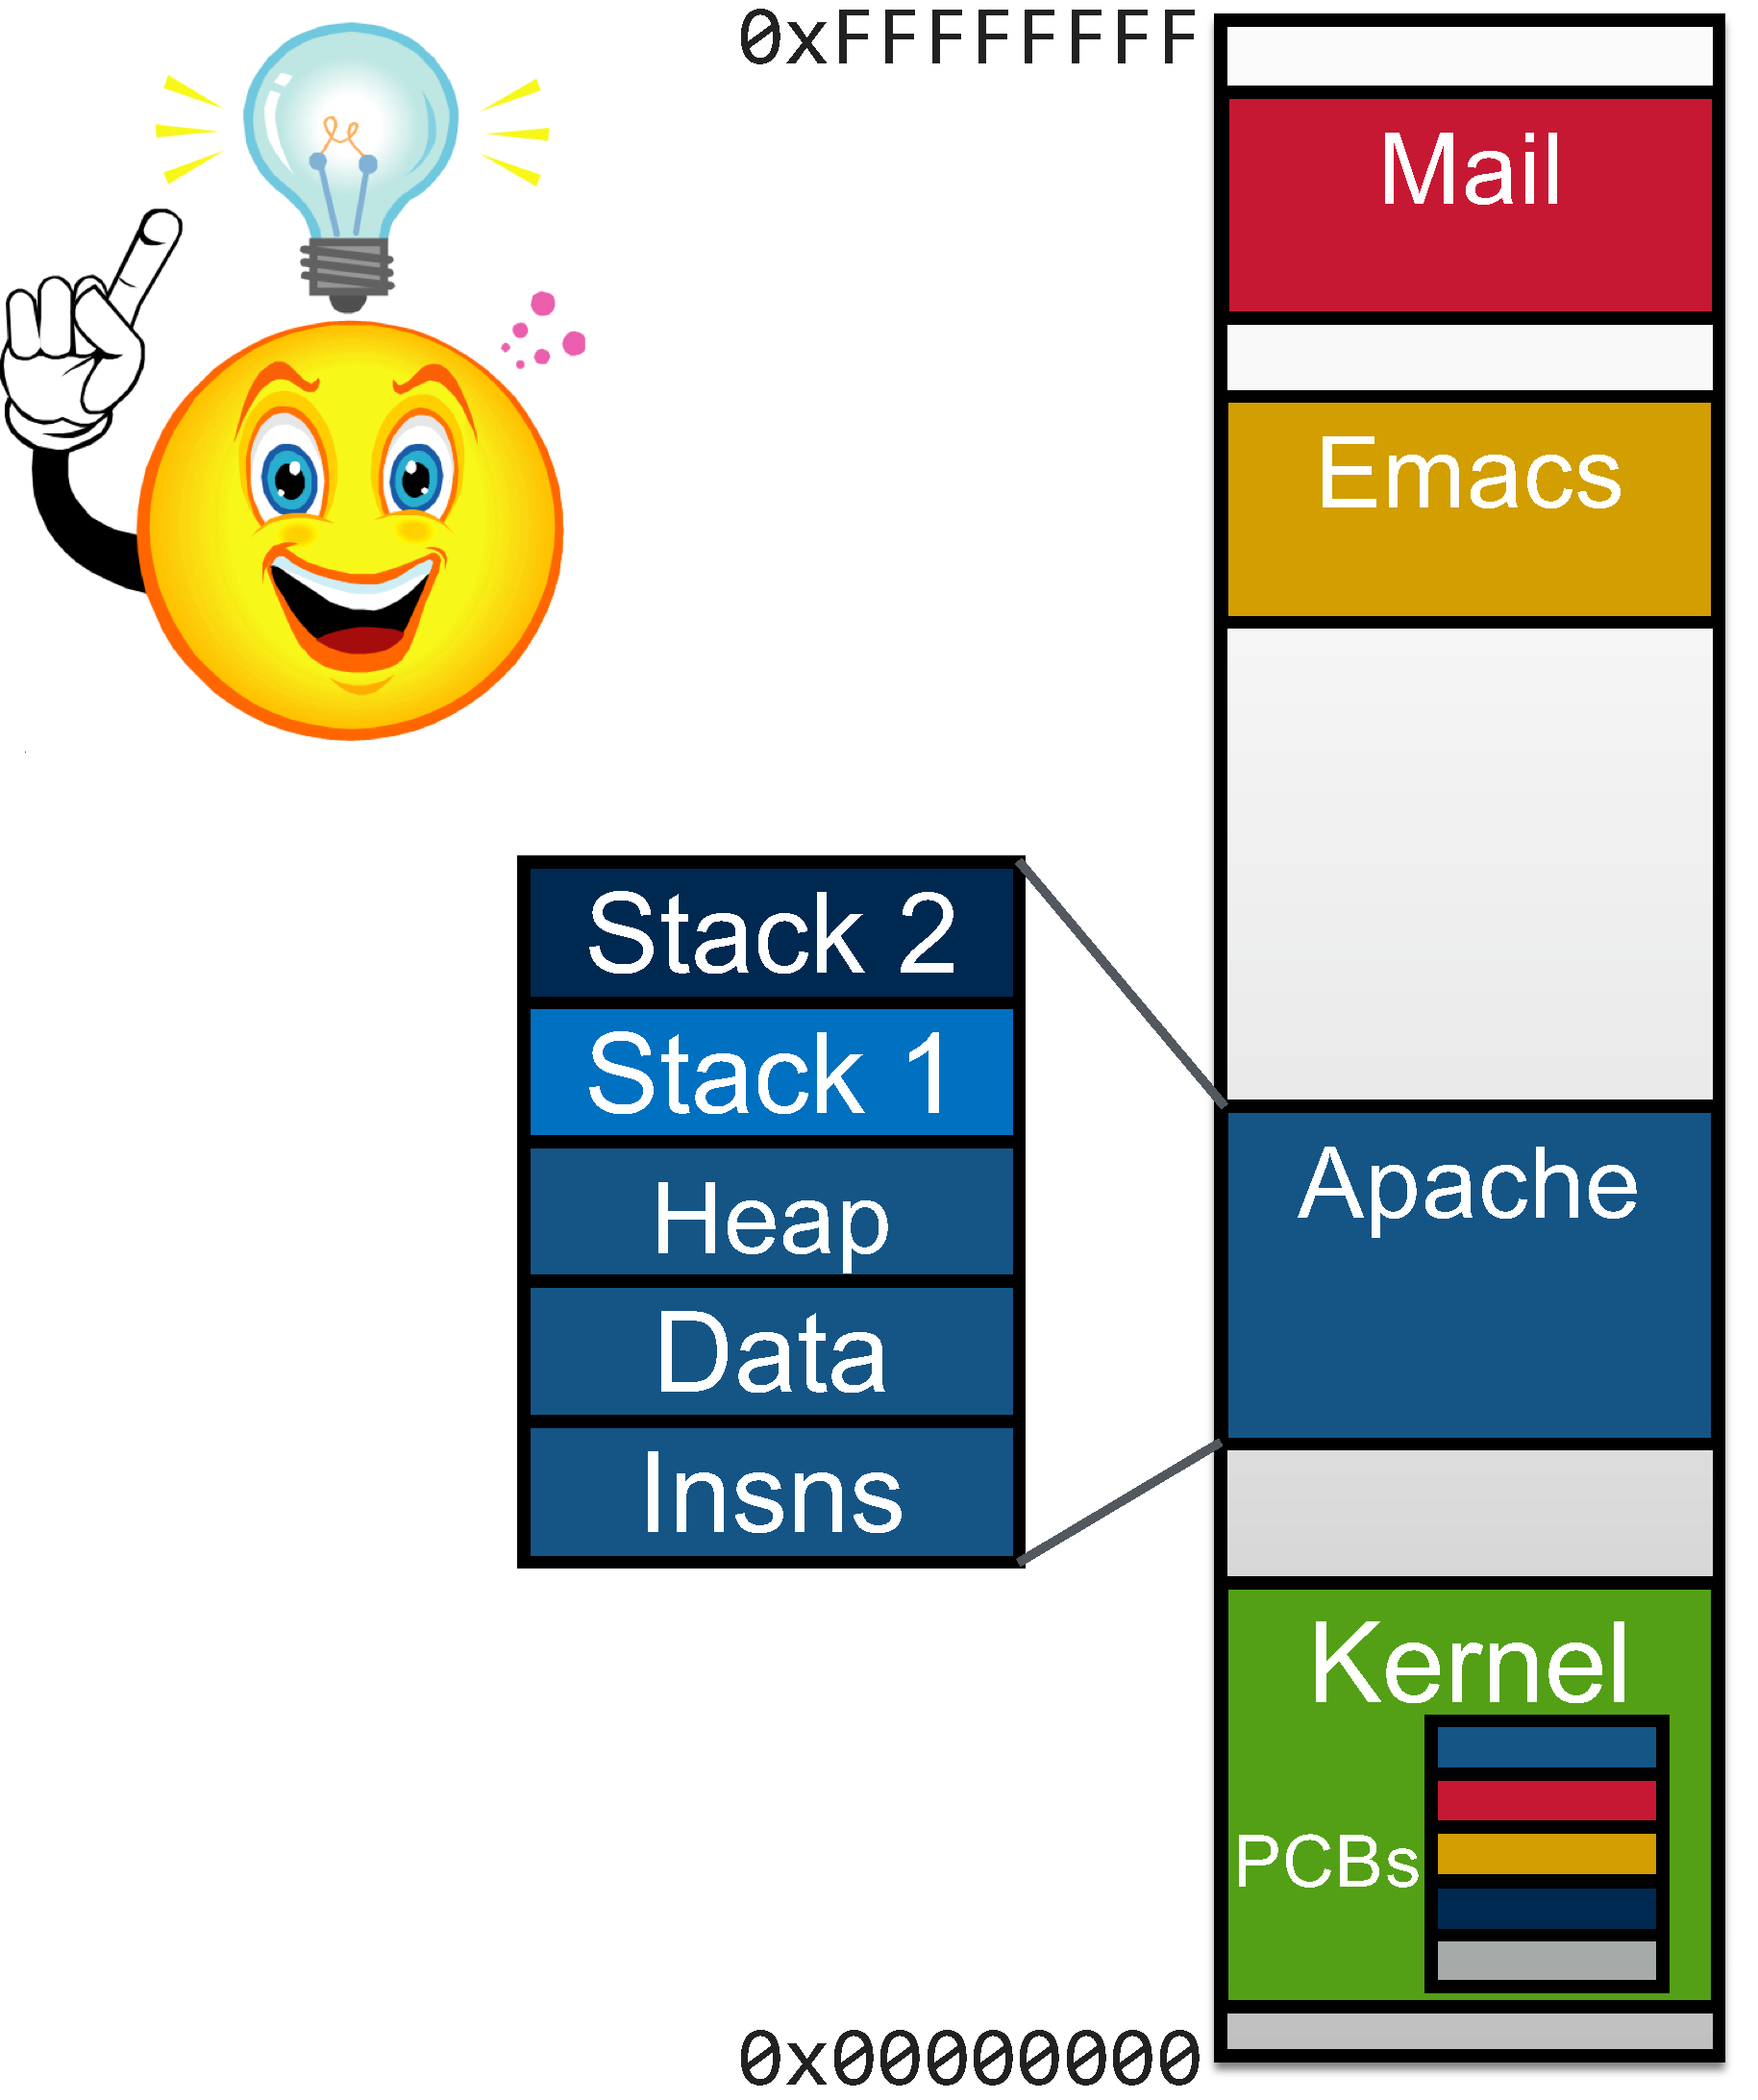 0xFFFFFFFF
Mail
Emacs
Stack 2
Stack 1
Heap
Data
Insns
Apache
Kernel
PCBs
0x00000000